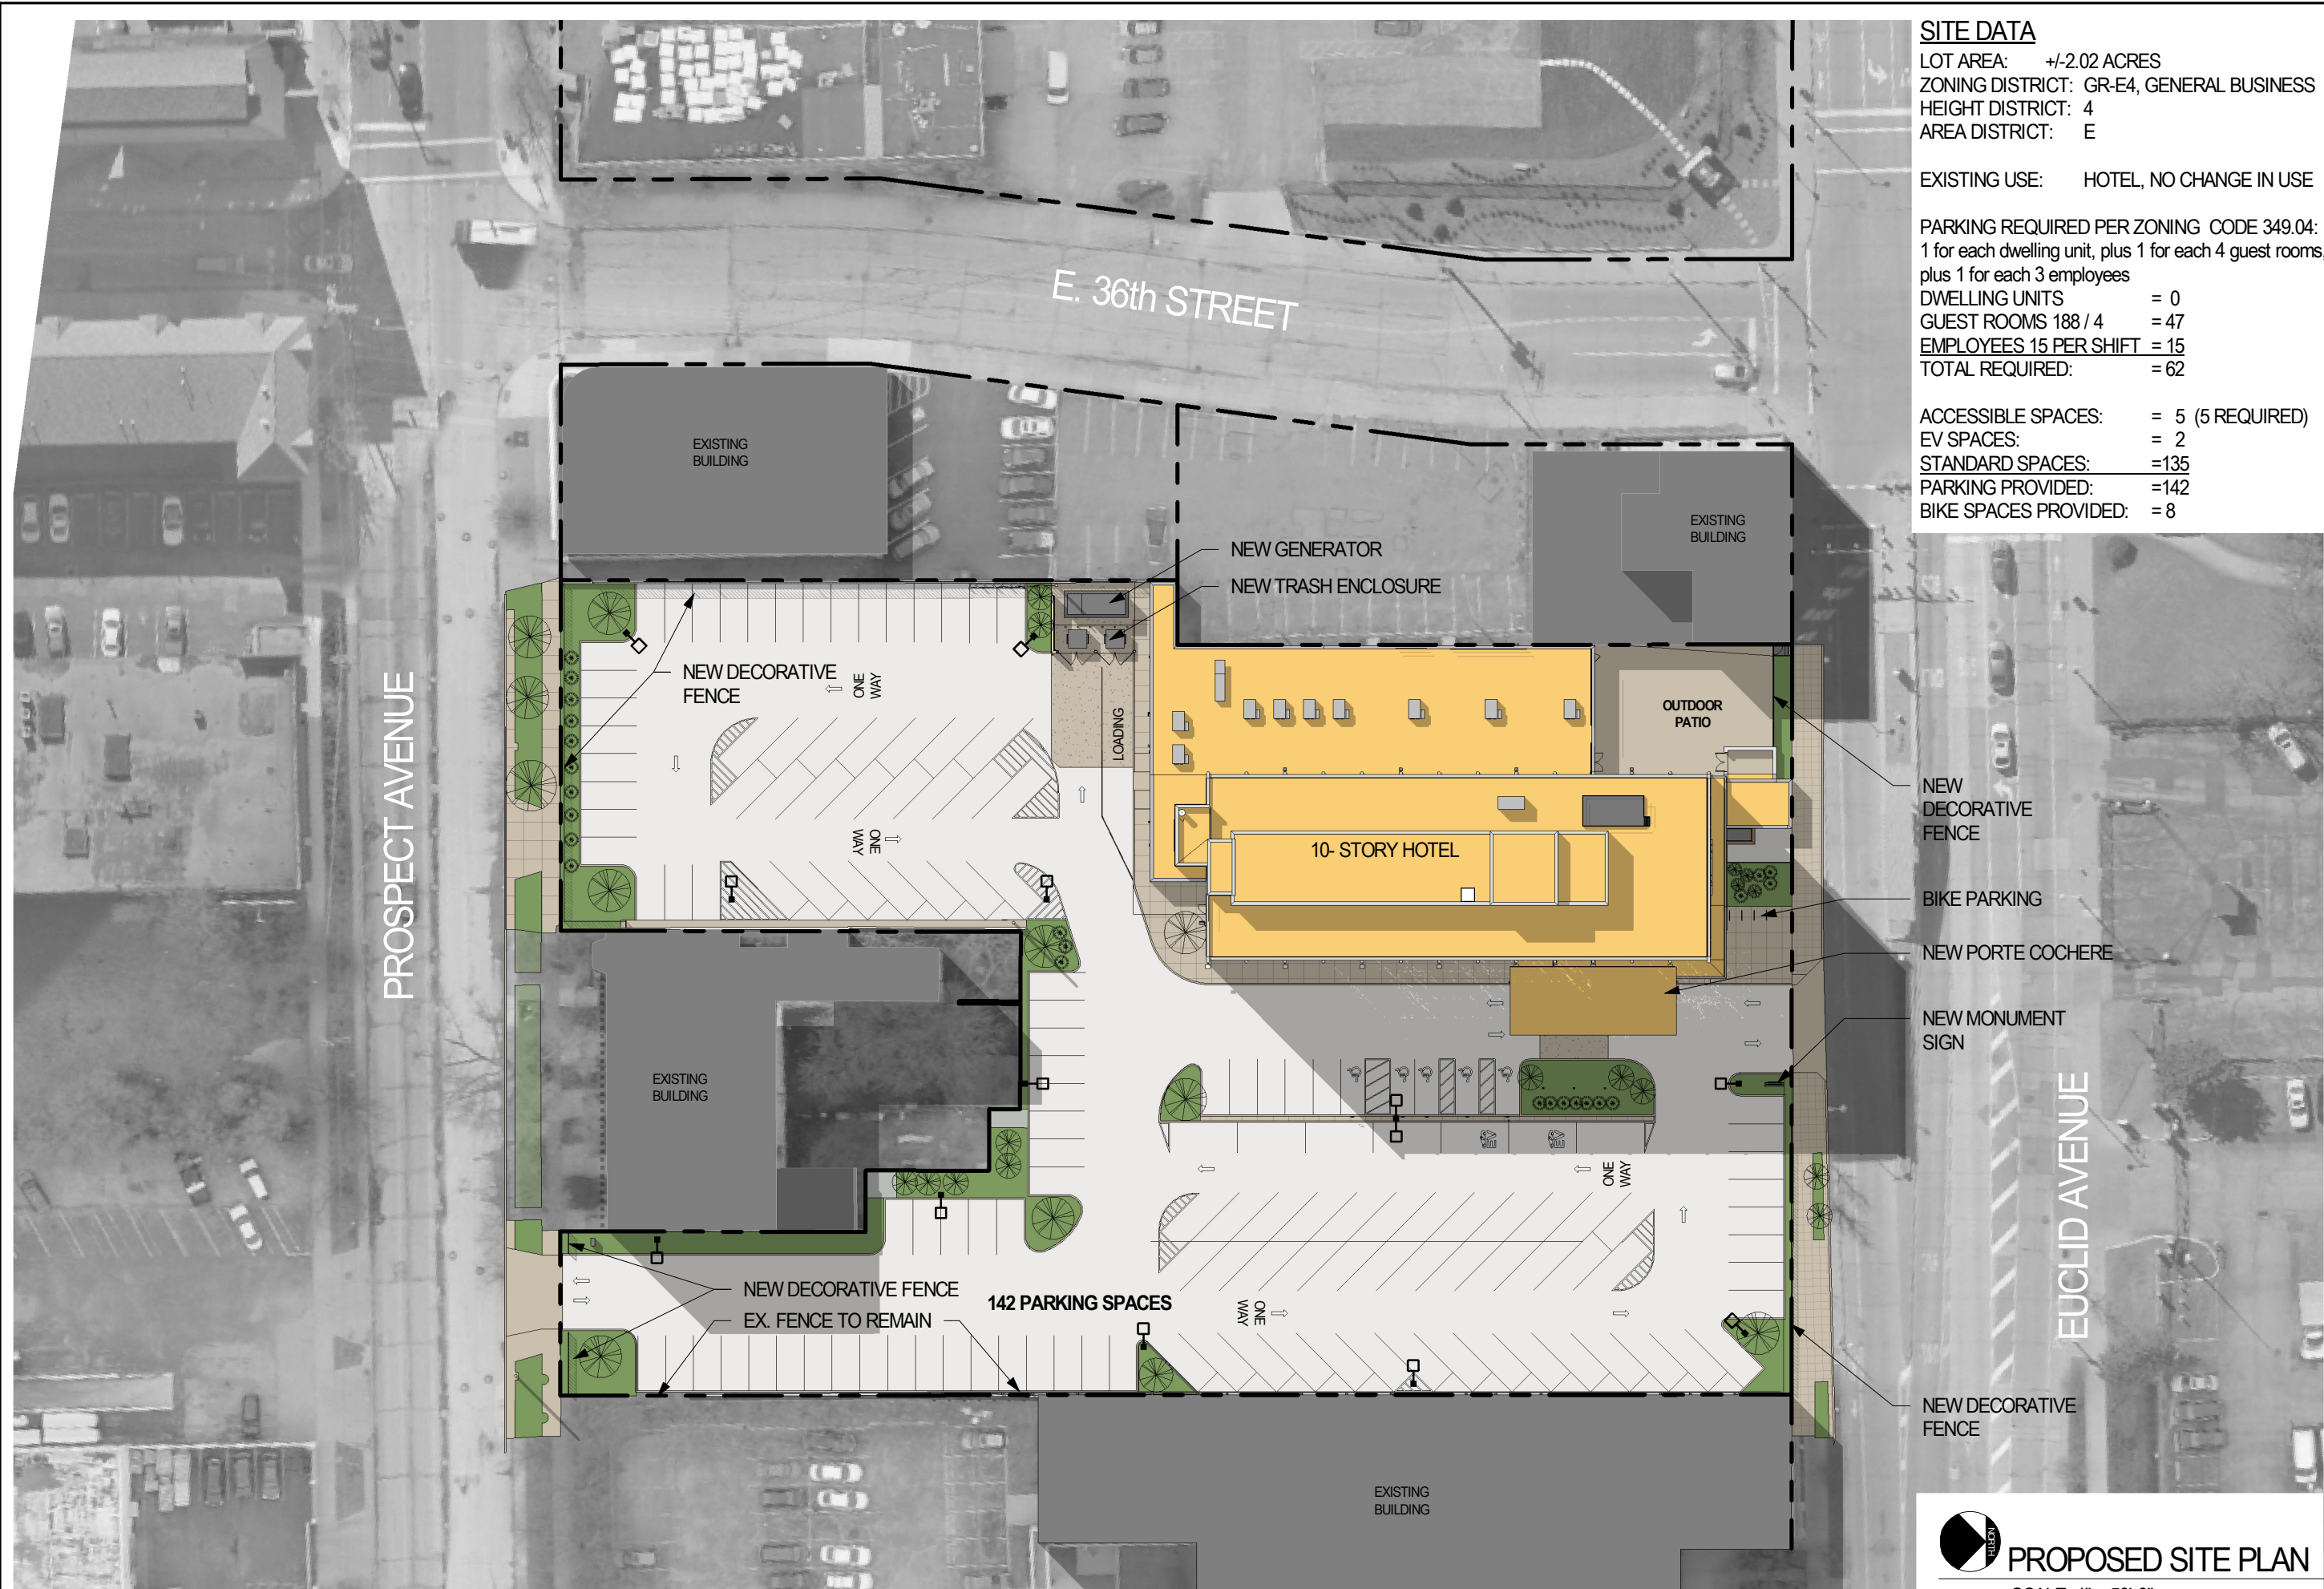 SITE DATA
LOT AREA: +/-2.02 ACRES
ZONING DISTRICT: GR-E4, GENERAL BUSINESS
HEIGHT DISTRICT: 4
AREA DISTRICT: E
EXISTING USE: HOTEL, NO CHANGE IN USE
PARKING REQUIRED PER ZONING CODE 349.04:
1 for each dwelling unit, plus 1 for each 4 guest rooms,
plus 1 for each 3 employees
DWELLING UNITS = 0
GUEST ROOMS 188 / 4 = 47
EMPLOYEES 15 PER SHIFT = 15
TOTAL REQUIRED: = 62
ACCESSIBLE SPACES: = 5 (5 REQUIRED)
EV SPACES: = 2
STANDARD SPACES: =135
PARKING PROVIDED: =142
BIKE SPACES PROVIDED: = 8
E. 36th STREET
EXISTING
BUILDING
EXISTING
BUILDING
NEW GENERATOR
NEW TRASH ENCLOSURE
NEW DECORATIVE
FENCE
ONE
WAY
LOADING
OUTDOOR
PATIO
NEW
DECORATIVE
FENCE
ONE
WAY
10- STORY HOTEL
BIKE PARKING
NEW PORTE COCHERE
NEW MONUMENT
SIGN
PROSPECT AVENUE
EXISTING
BUILDING
ONE
WAY
EUCLID AVENUE
NEW DECORATIVE FENCE
142 PARKING SPACES
EX. FENCE TO REMAIN
ONE
WAY
NEW DECORATIVE
FENCE
EXISTING
BUILDING
NORTH
PROPOSED SITE PLAN